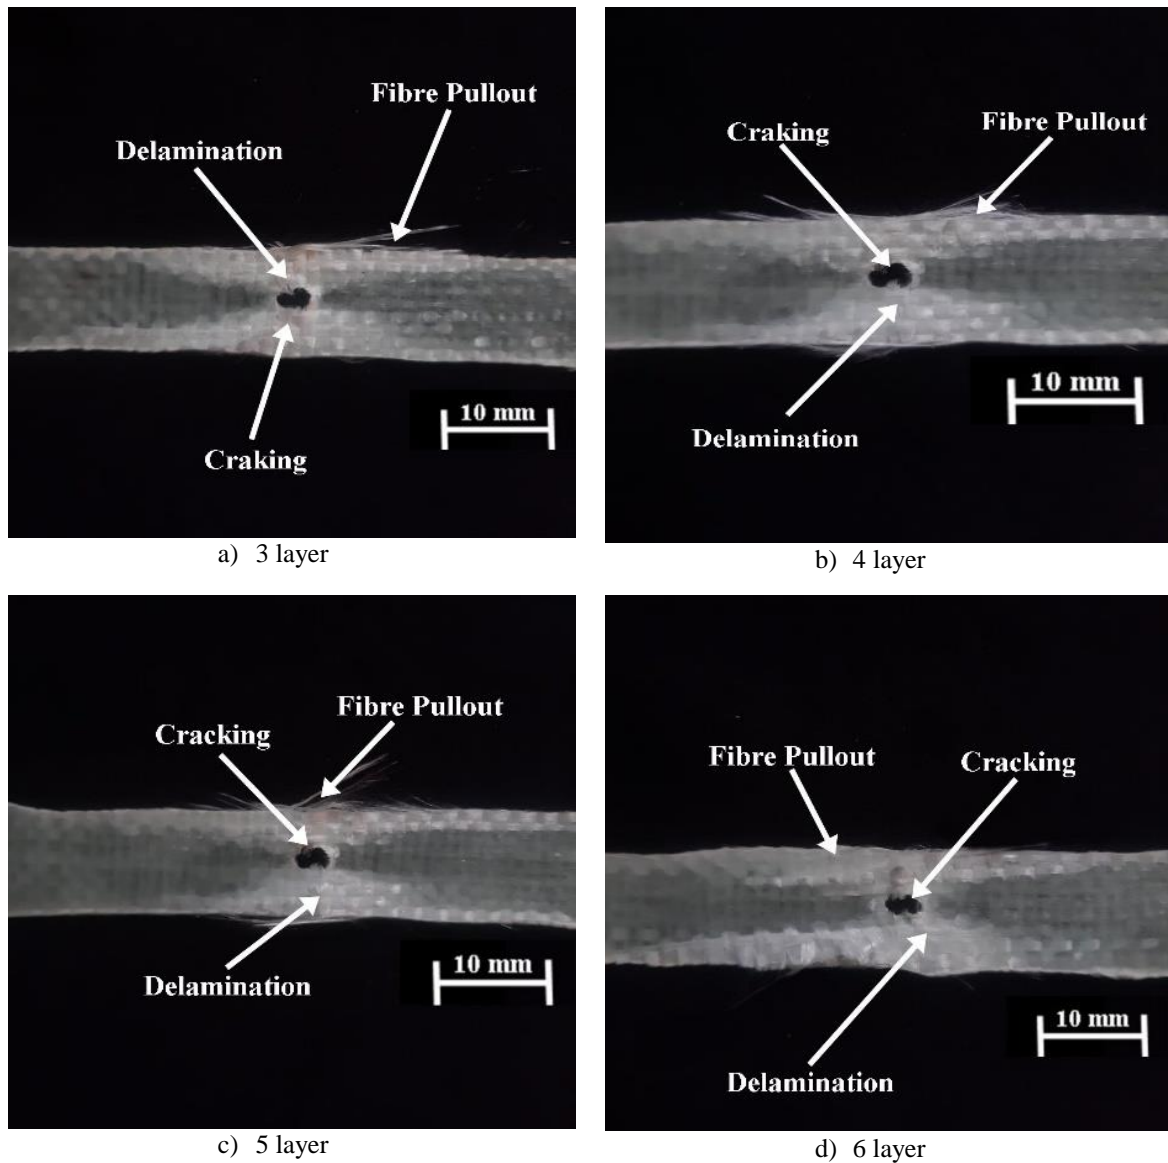 Fibre Pullout
Delamination
Craking
10 mm
a) 3 layer
Craking
Fibre Pullout
Delamination
10 mm
b) 4 layer
Fibre Pullout
Cracking
Delamination
10 mm
c) 5 layer
Fibre Pullout
Cracking
Delamination
10 mm
d) 6 layer